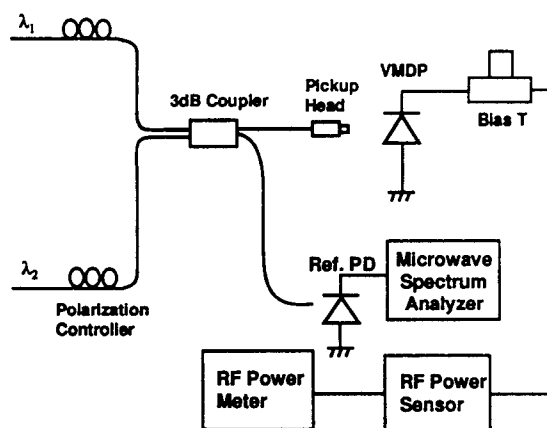 λ1
3dB Coupler
Pickup
Head
VMDP
Bias T
λ2
Polarization
Controller
Ref. PD
Microwave
Spectrum
Analyzer
RF Power
Meter
RF Power
Sensor